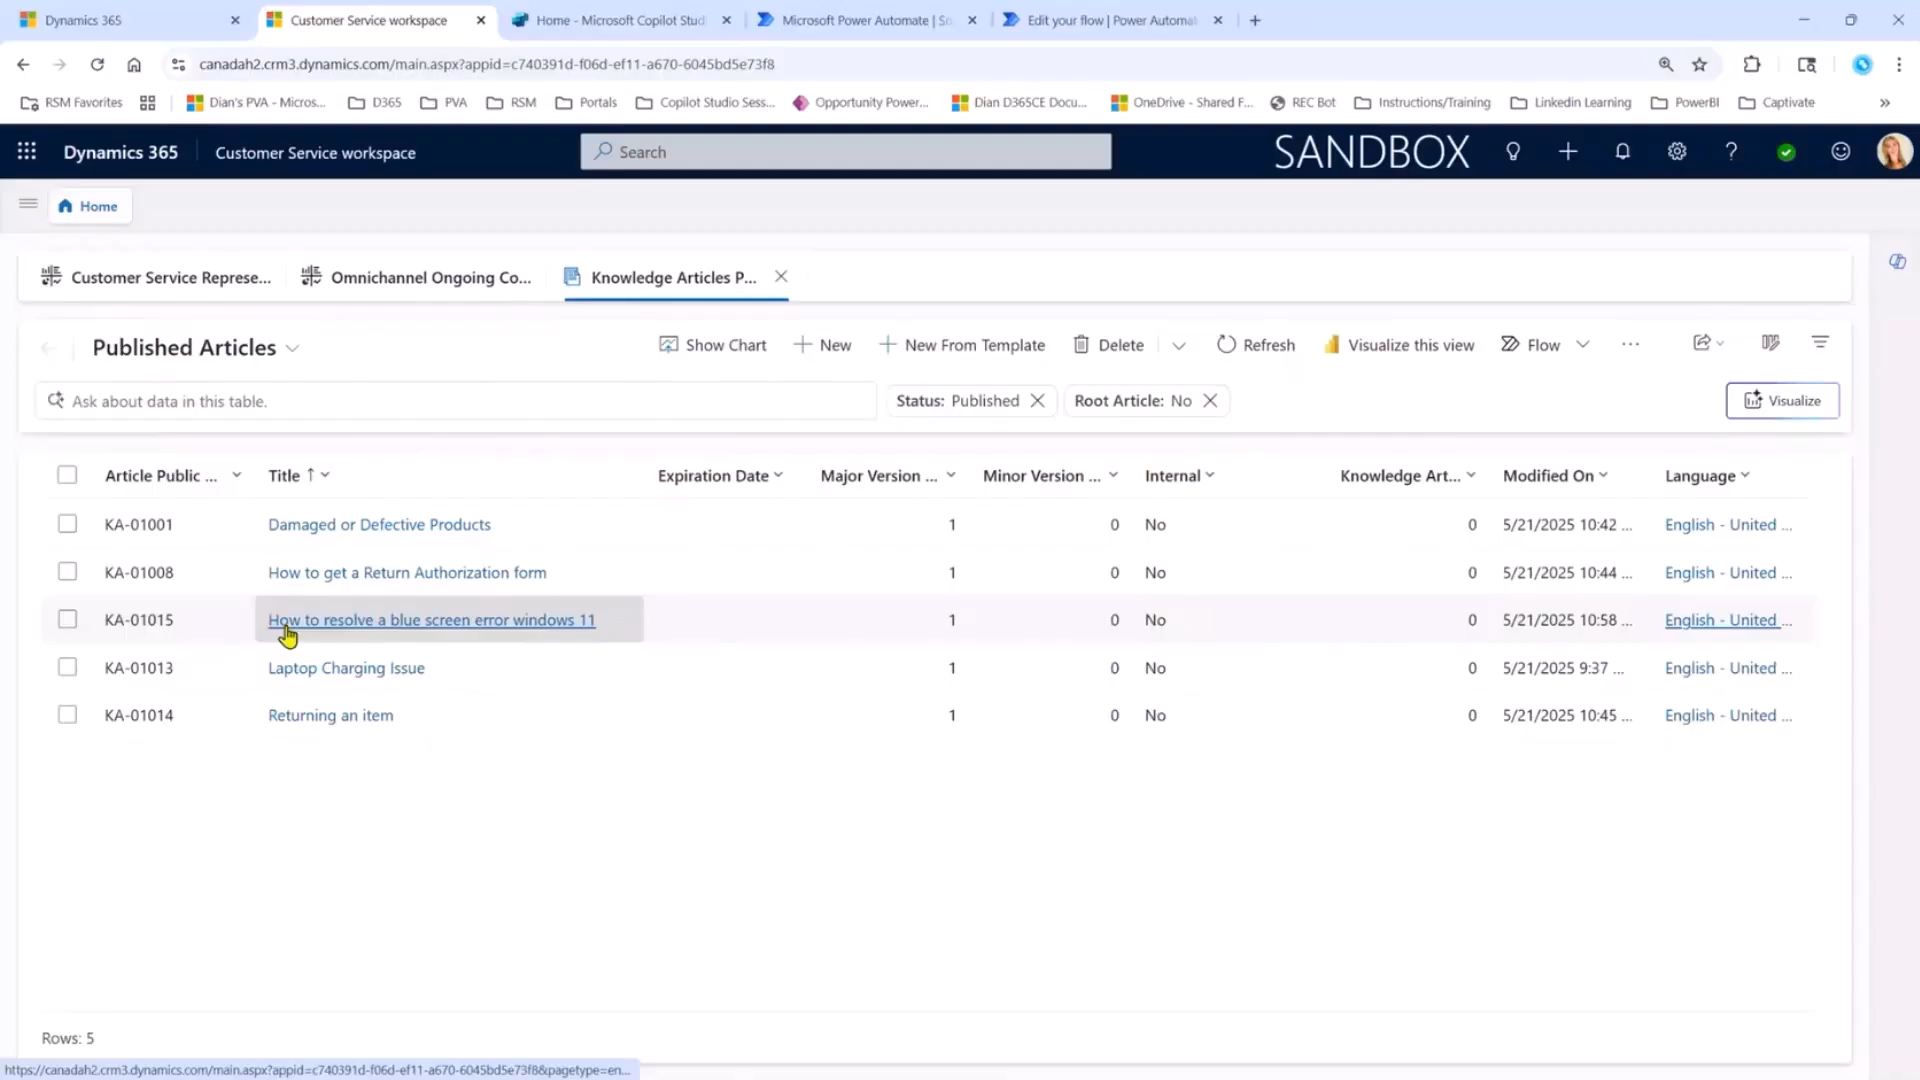 Dynamics 365
Customer Service workspace
Home - Microsoft Copilot Stud
Microsoft Power Automate | So
Edit your flow | Power Automat
canadah2.crm3.dynamics.com/main.aspx?appid=c740391d-f06d-ef11-a670-6045bd5e73f8
RSM Favorites
Dian's PVA - Micros...
D365
PVA
RSM
Portals
Copilot Studio Sess...
Opportunity Power...
Dian D365CE Docu...
OneDrive - Shared F...
REC Bot
Instructions/Training
Linkedin Learning
PowerBI
Captivate
Dynamics 365
Customer Service workspace
Search
SANDBOX
Home
Customer Service Represe...
Omnichannel Ongoing Co...
Knowledge Articles P...
Published Articles
Show Chart
New
New From Template
Delete
Refresh
Visualize this view
Flow
Ask about data in this table.
Status: Published
Root Article: No
Visualize
Article Public ... Title Expiration Date Major Version ... Minor Version ... Internal Knowledge Art... Modified On Language
KA-01001 Damaged or Defective Products 1 0 No 0 5/21/2025 10:42 ... English - United ...
KA-01008 How to get a Return Authorization form 1 0 No 0 5/21/2025 10:44 ... English - United ...
KA-01015 How to resolve a blue screen error windows 11 1 0 No 0 5/21/2025 10:58 ... English - United ...
KA-01013 Laptop Charging Issue 1 0 No 0 5/21/2025 9:37 ... English - United ...
KA-01014 Returning an item 1 0 No 0 5/21/2025 10:45 ... English - United ...
Rows: 5
https://canadah2.crm3.dynamics.com/main.aspx?appid=c740391d-f06d-ef11-a670-6045bd5e73f8&pagetype=en...